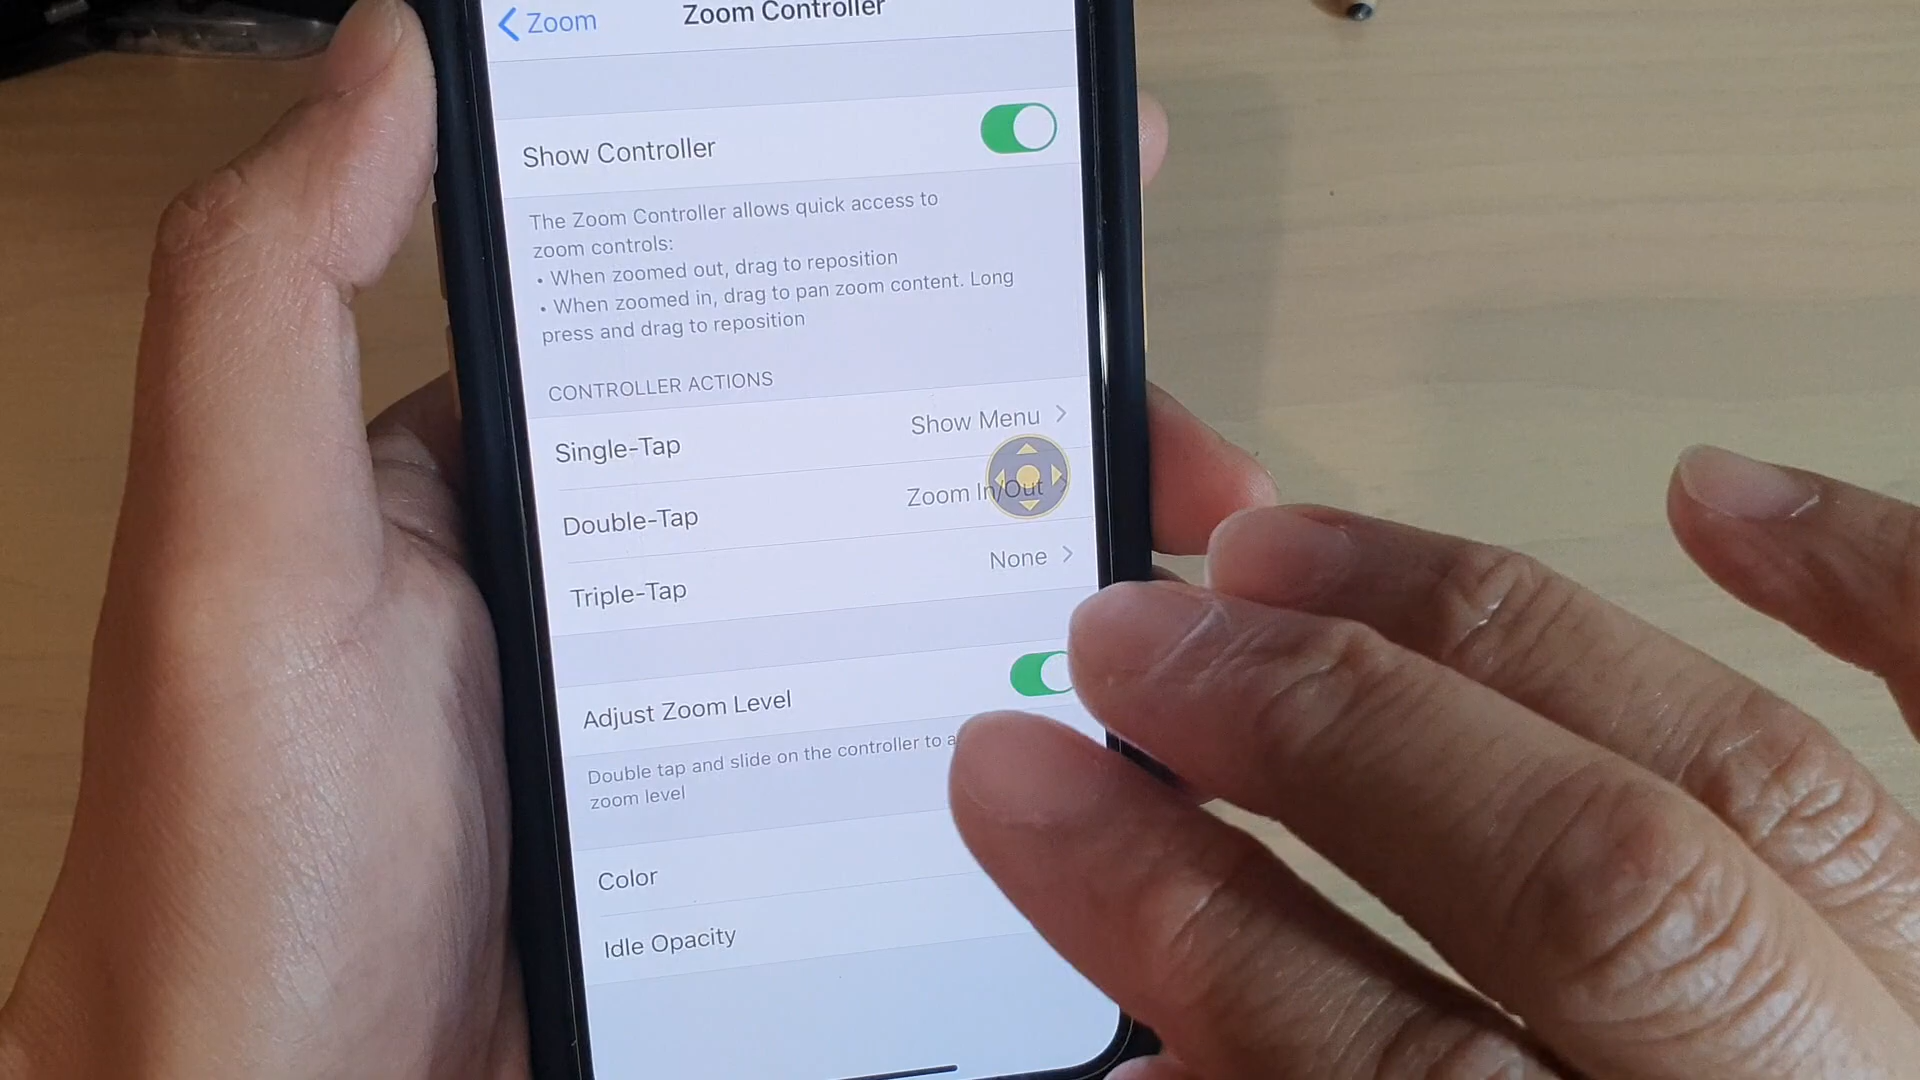 Zoom
Zoom Controller
Show Controller
The Zoom Controller allows quick access to
zoom controls:
• When zoomed out, drag to reposition
• When zoomed in, drag to pan zoom content. Long
press and drag to reposition
CONTROLLER ACTIONS
Single-Tap Show Menu
Double-Tap Zoom In/Out
Triple-Tap None
Adjust Zoom Level
Double tap and slide on the controller to
zoom level
Color
Idle Opacity